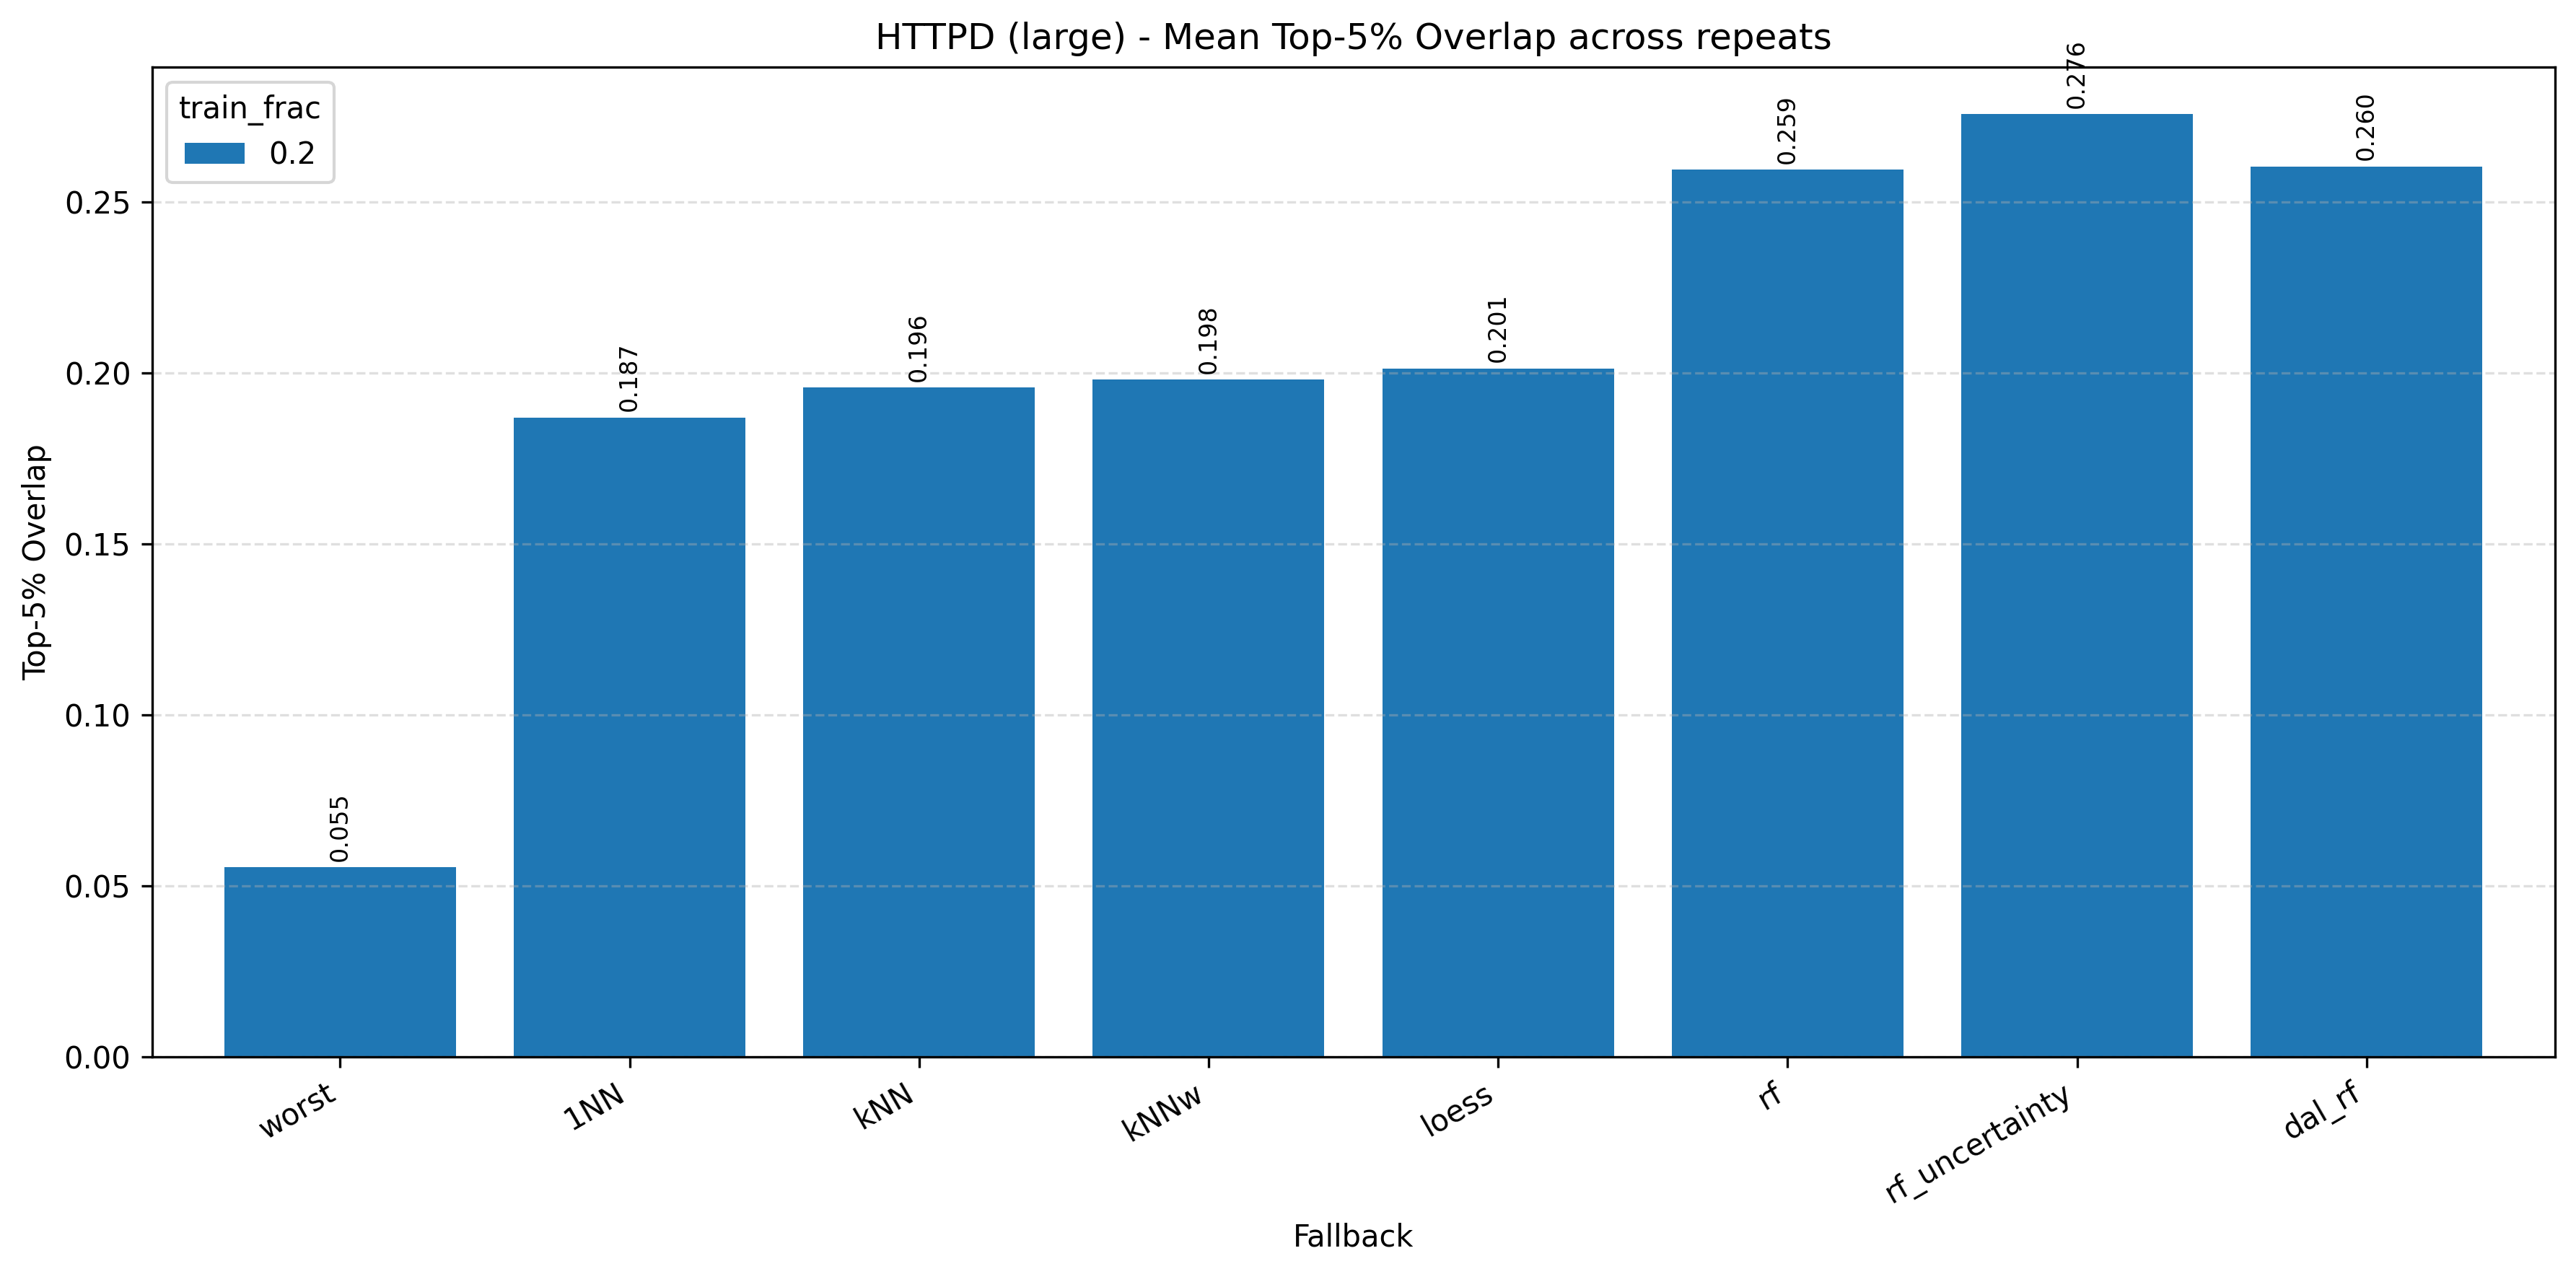 HTTPD (large) - Mean Top-5% Overlap across repeats
train_frac
0.2
Top-5% Overlap
0.25
0.20
0.15
0.10
0.05
0.00
0.055
0.187
0.196
0.198
0.201
0.259
0.276
0.260
worst
1NN
kNN
kNNw
loess
rf
rf_uncertainty
dal_rf
Fallback